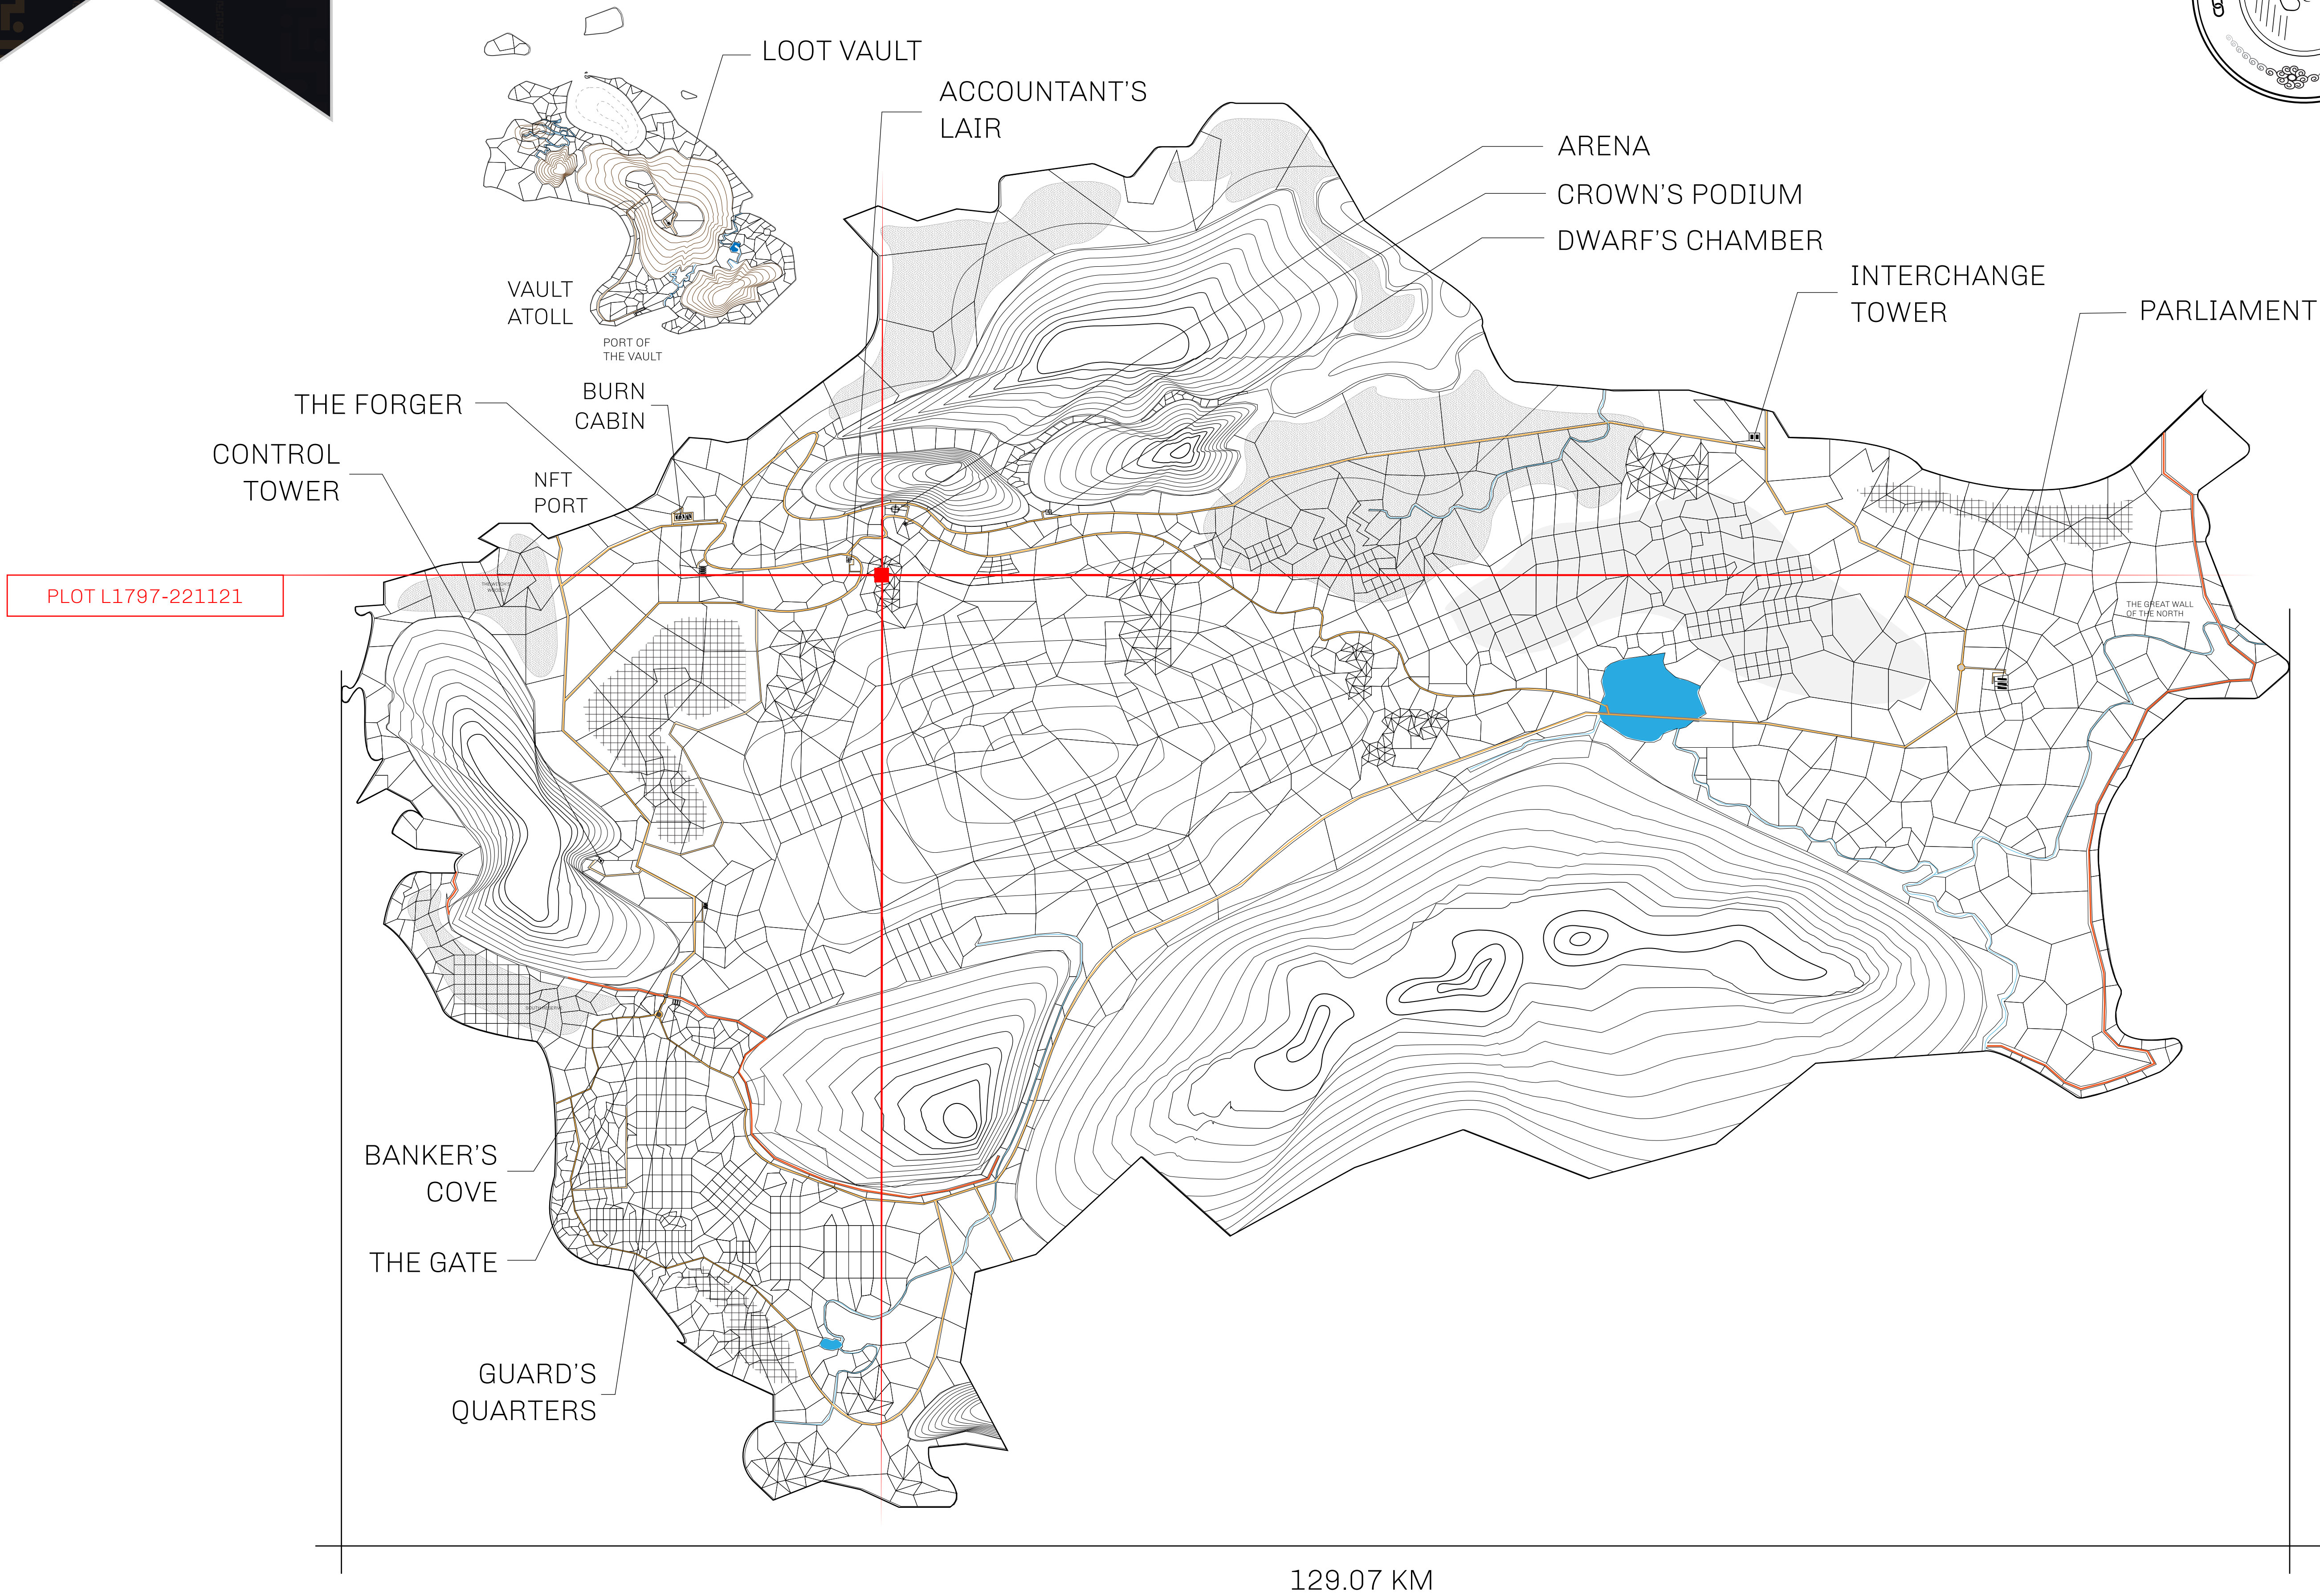 LOOT VAULT
ACCOUNTANT'S
LAIR
ARENA
CROWN'S PODIUM
DWARF'S CHAMBER
INTERCHANGE
TOWER
PARLIAMENT
VAULT
ATOLL
PORT OF
THE VAULT
BURN
CABIN
THE FORGER
CONTROL
TOWER
NFT
PORT
PLOT L1797-221121
THE GREAT WALL
OF THE NORTH
BANKER'S
COVE
THE GATE
GUARD'S
QUARTERS
129.07 KM